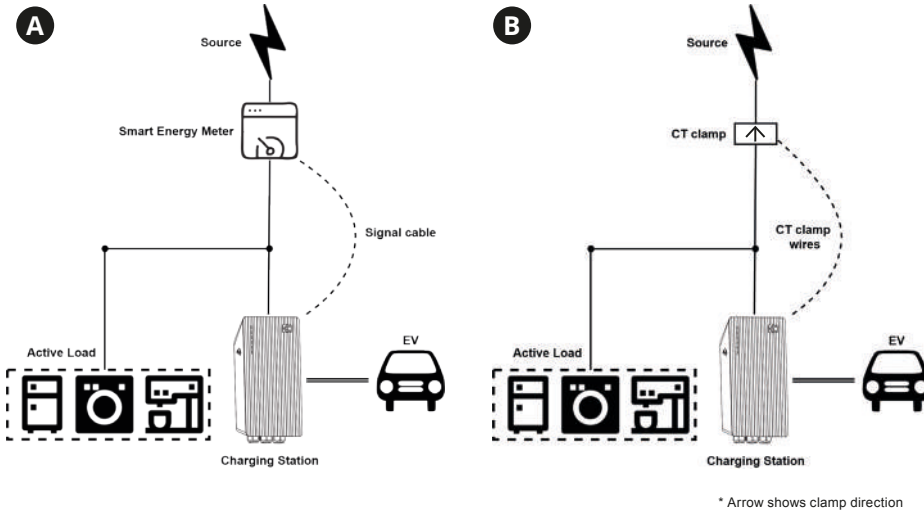 A
Source
Smart Energy Meter
Signal cable
Active Load
EV
Charging Station
B
Source
CT clamp
CT clamp
wires
Active Load
EV
Charging Station
* Arrow shows clamp direction